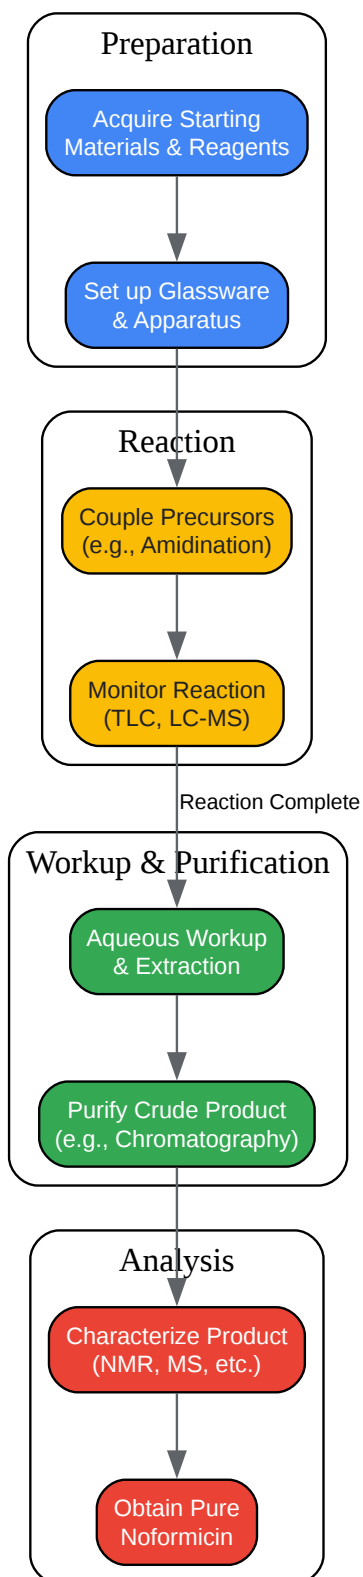 Preparation
Acquire Starting
Materials & Reagents
Set up Glassware
& Apparatus
Reaction
Couple Precursors
(e.g., Amidination)
Monitor Reaction
(TLC, LC-MS)
Reaction Complete
Workup & Purification
Aqueous Workup
& Extraction
Purify Crude Product
(e.g., Chromatography)
Analysis
Characterize Product
(NMR, MS, etc.)
Obtain Pure
Noformicin